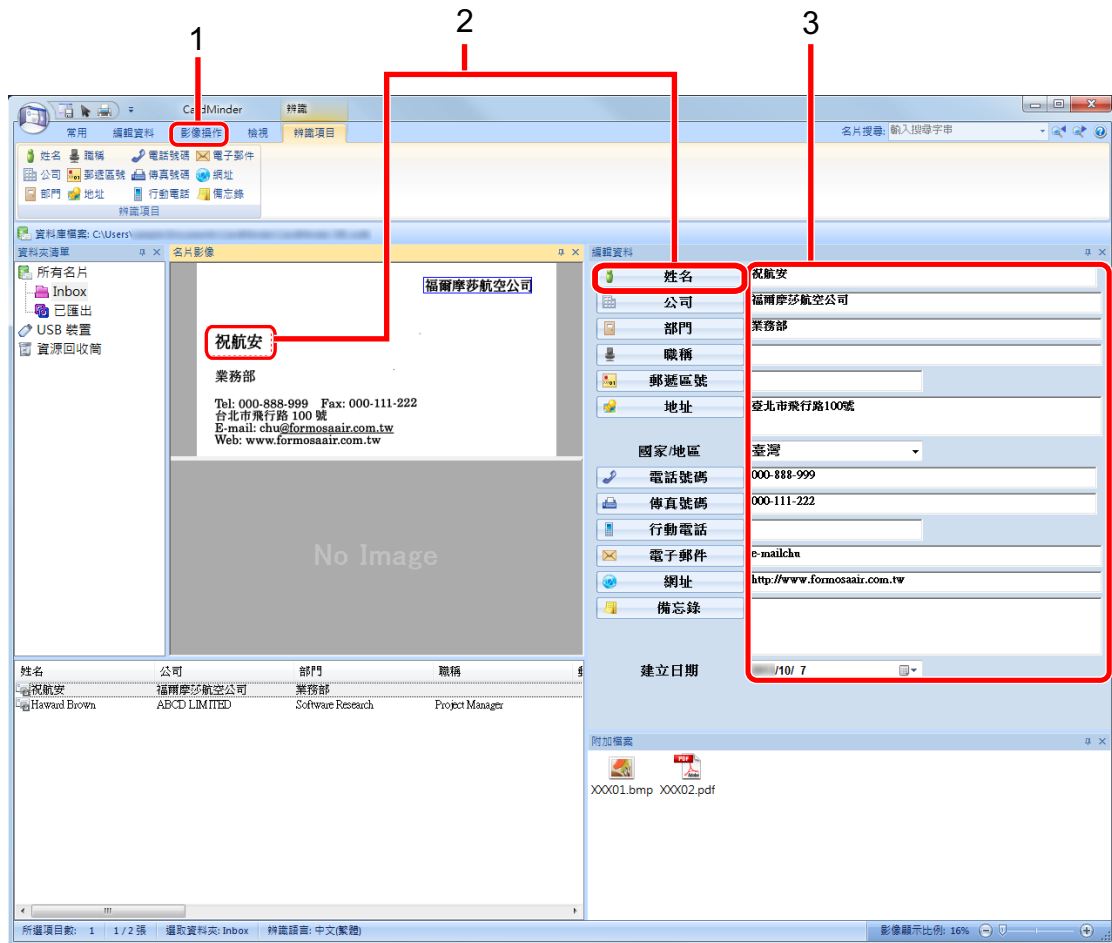 1
2
3
CardMinder
辨識
常用 編輯資料 影像操作 檢視 辨識項目
名片搜尋: 輸入搜尋字串
姓名 職稱 電話號碼 電子郵件
公司 郵遞區號 傳真號碼 網址
部門 地址 行動電話 備忘錄
辨識項目
資料庫檔案: C:\Users\
資料夾清單
名片影像
編輯資料
所有名片
Inbox
已匯出
USB 裝置
資源回收筒
福爾摩莎航空公司
祝航安
業務部
Tel: 000-888-999 Fax: 000-111-222
台北市飛行路 100 號
E-mail: chu@formosaair.com.tw
Web: www.formosaair.com.tw
No Image
姓名 祝航安
公司 福爾摩莎航空公司
部門 業務部
職稱
郵遞區號
地址 臺北市飛行路100號
國家/地區 臺灣
電話號碼 000-888-999
傳真號碼 000-111-222
行動電話
電子郵件 e-mailchu
網址 http://www.formosaair.com.tw
備忘錄
建立日期 /10/ 7
姓名 公司 部門 職稱
祝航安 福爾摩莎航空公司 業務部
Haward Brown ABCD LIMITED Software Research Project Manager
附加檔案
PDF
Adobe
XXX01.bmp XXX02.pdf
所選項目數: 1 1 / 2 張 選取資料夾: Inbox 辨識語言: 中文(繁體)
影像顯示比例: 16%